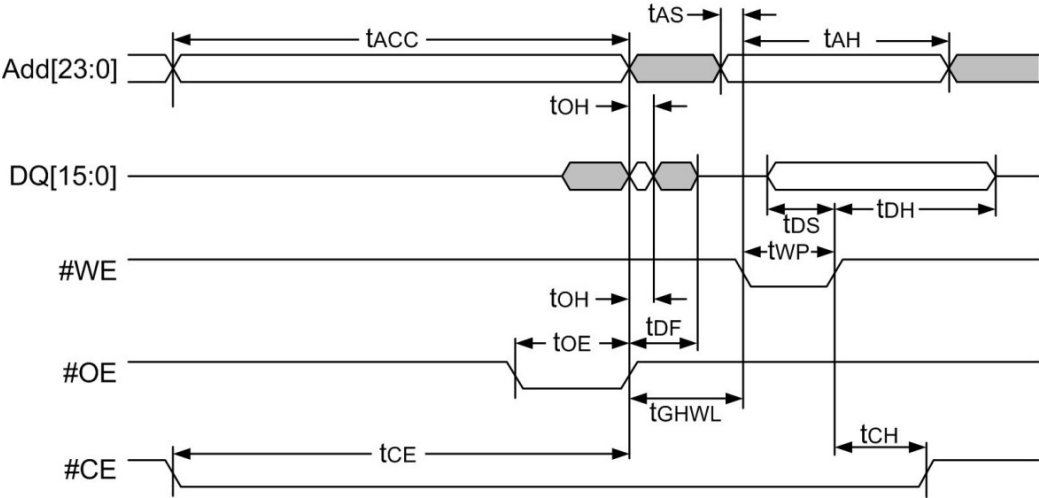 tAS
tACC
tAH
Add[23:0]
tOH
DQ[15:0]
tDS
tDH
tWP
#WE
tOH
tDF
tOE
#OE
tGHWL
tCH
tCE
#CE